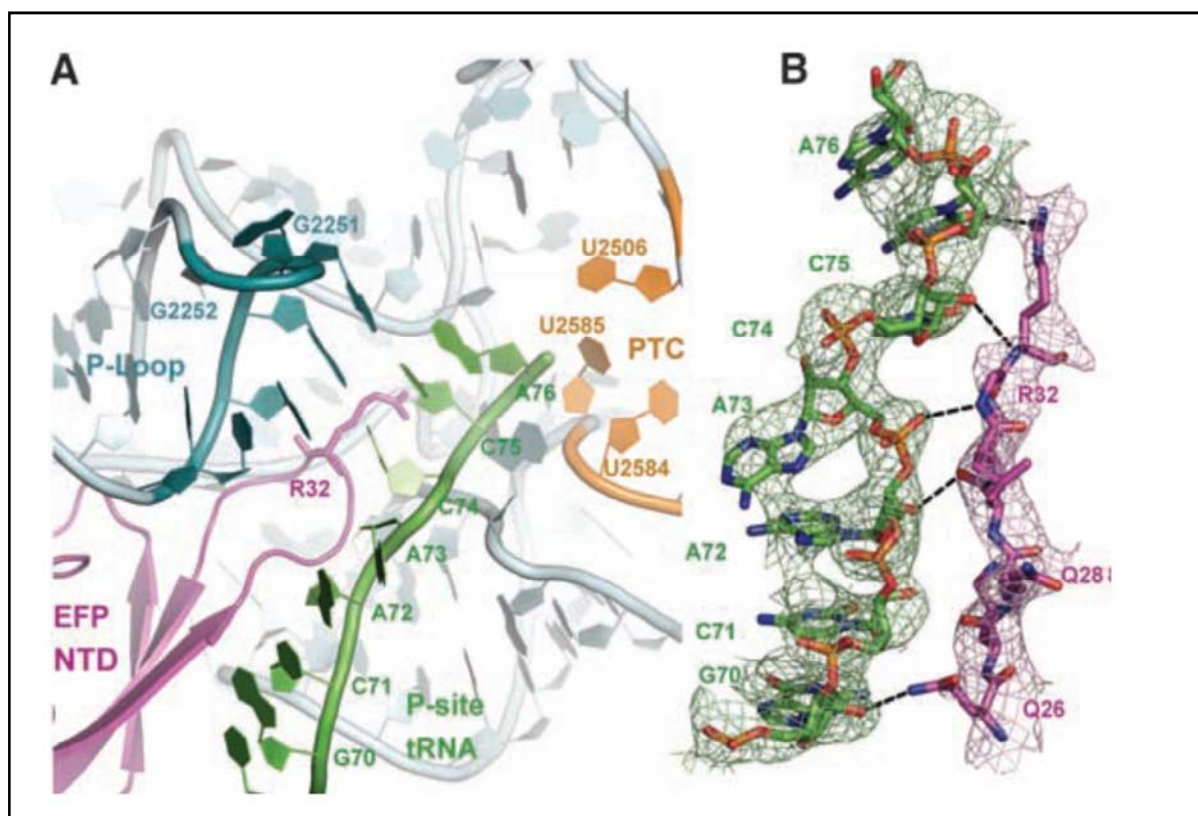 A
B
G2251
A76
U2506
G2252
C75
U2585
P-Loop
PTC
C74
A76
R32
A73
C75
U2584
R32
C74
A73
A72
Q28
EFP
A72
NTD
C71
C71
P-site
G70
Q26
tRNA
G70